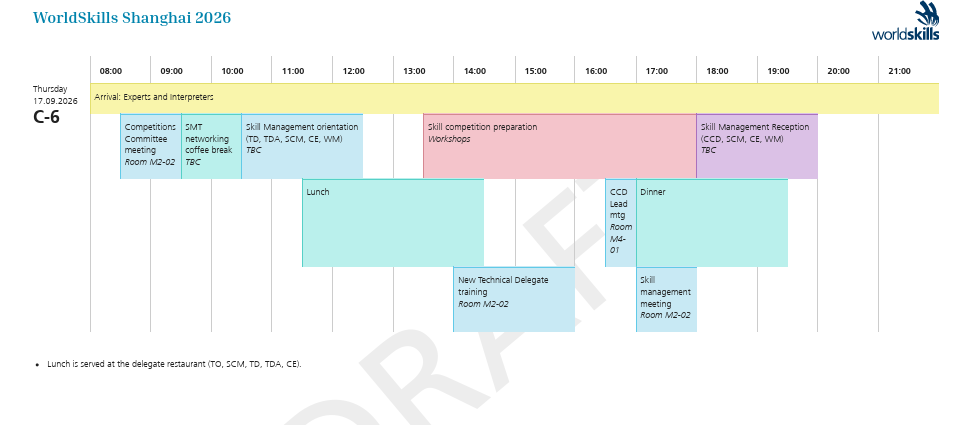 WorldSkills Shanghai 2026
worldskills
08:00 09:00 10:00 11:00 12:00 13:00 14:00 15:00 16:00 17:00 18:00 19:00 20:00 21:00
Thursday
17.09.2026
C-6
Arrival: Experts and Interpreters
Competitions
Committee
meeting
Room M2-02
SMT
networking
coffee break
TBC
Skill Management orientation
(TD, TDA, SCM, CE, WM)
TBC
Skill competition preparation
Workshops
Skill Management Reception
(CCD, SCM, CE, WM)
TBC
Lunch
CCD
Lead
mtg
Room
M4-
01
Dinner
New Technical Delegate
training
Room M2-02
Skill
management
meeting
Room M2-02
• Lunch is served at the delegate restaurant (TO, SCM, TD, TDA, CE).
DRAFT